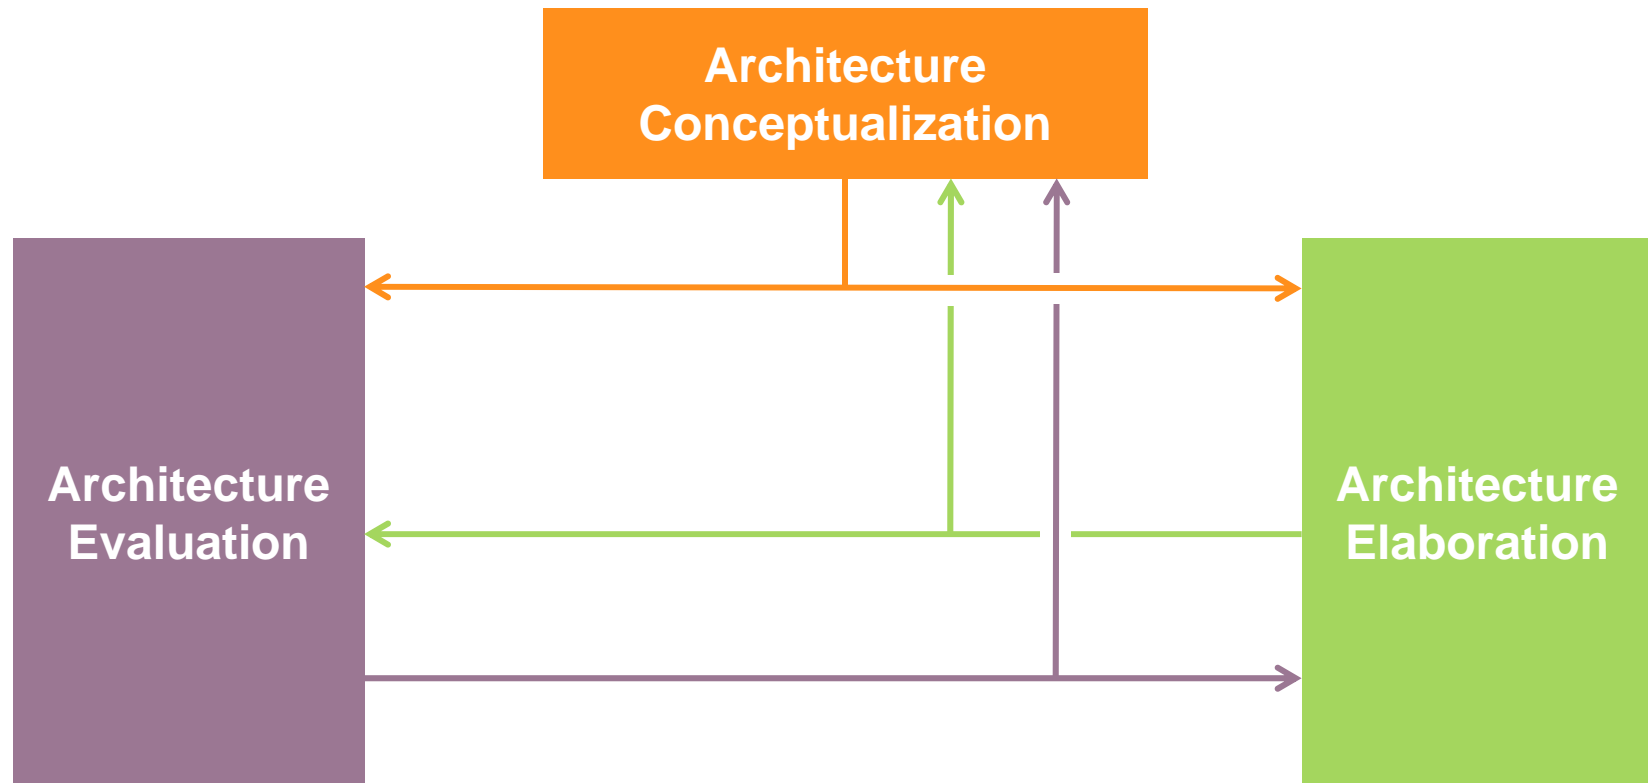 Architecture
Conceptualization
Architecture
Evaluation
Architecture
Elaboration